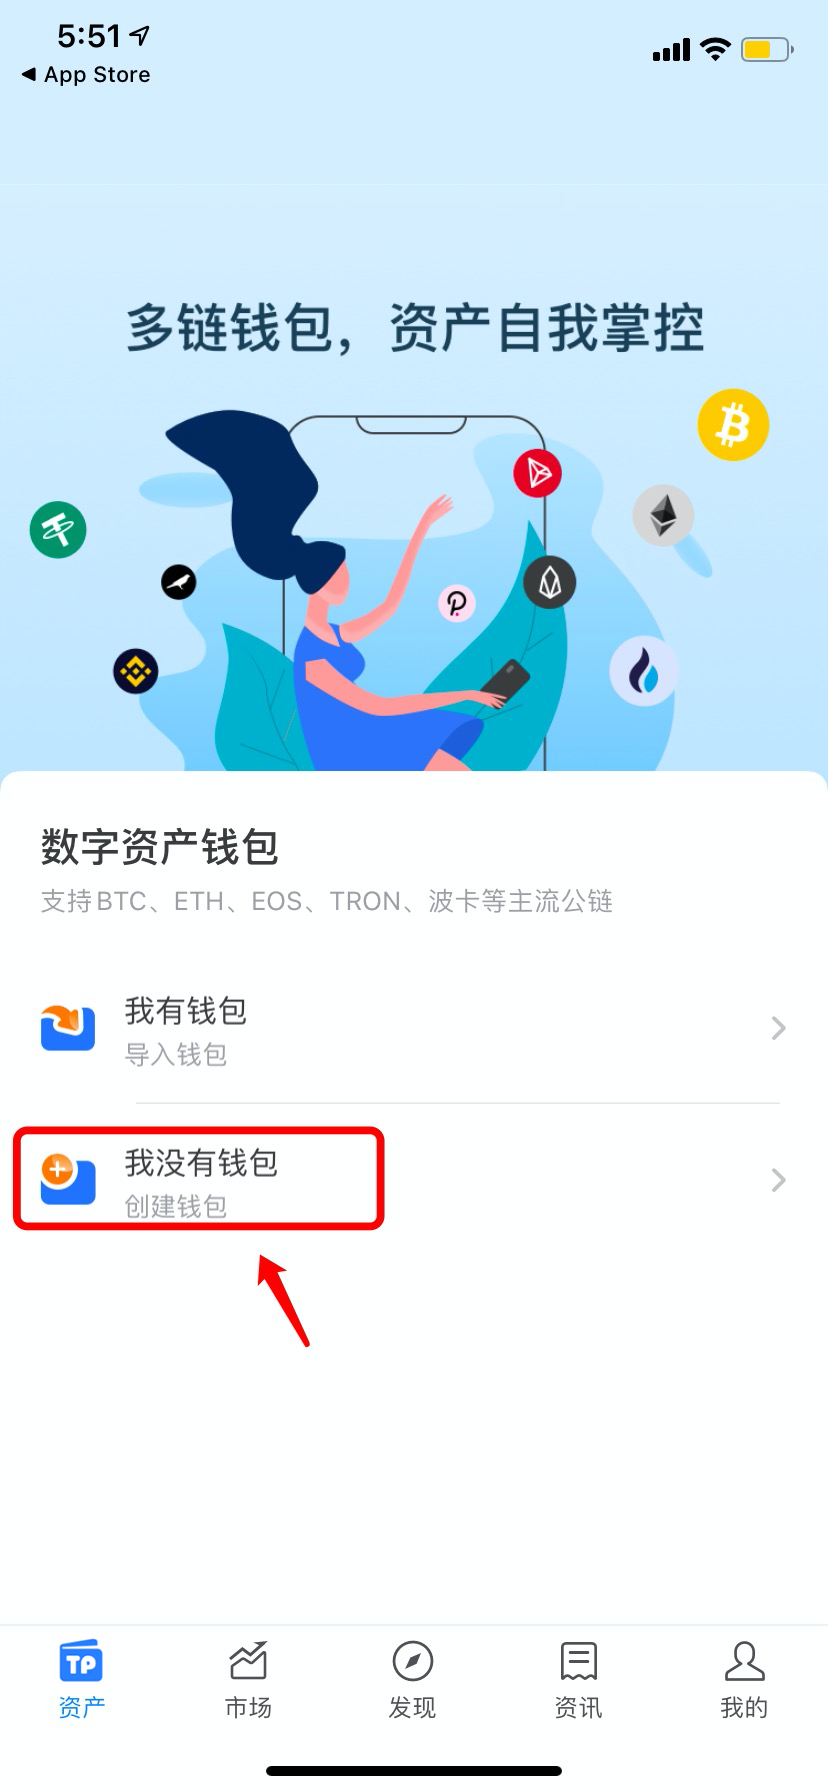 5:51
App Store
多链钱包，资产自我掌控
数字资产钱包
支持BTC、ETH、EOS、TRON、波卡等主流公链
我有钱包
导入钱包
我没有钱包
创建钱包
TP
资产
市场
发现
资讯
我的